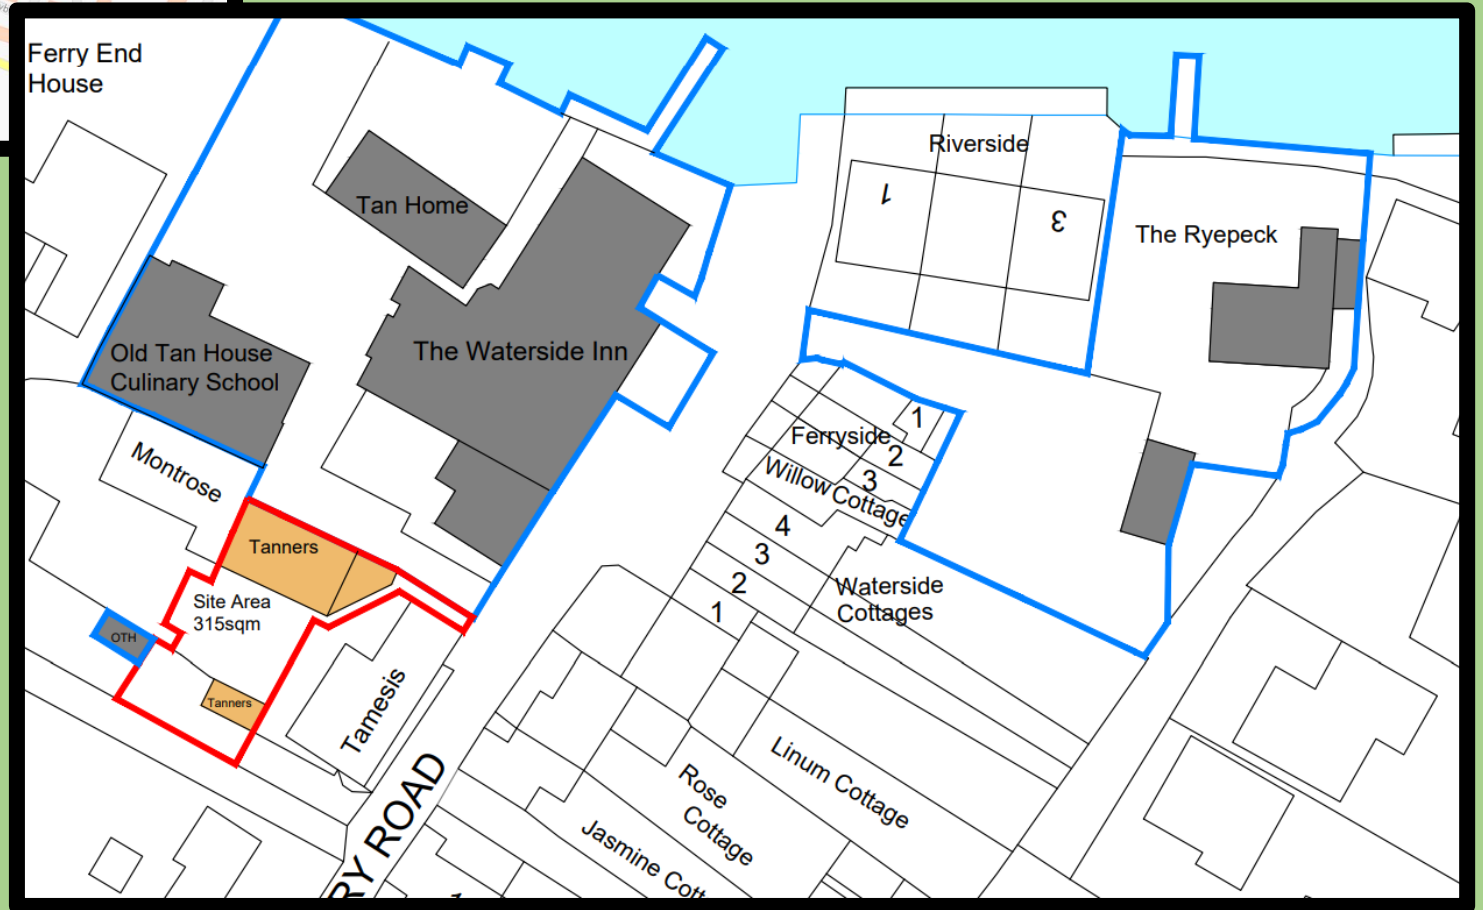 Ferry End
House
Riverside
1
3
Tan Home
The Ryepeck
Old Tan House
Culinary School
The Waterside Inn
1
Ferryside
2
3
Montrose
Willow Cottage
4
3
2
1
Tanners
Waterside
Cottages
Site Area
315sqm
OTH
Tanners
Tamesis
Linum Cottage
Rose
Cottage
Jasmine
RY ROAD